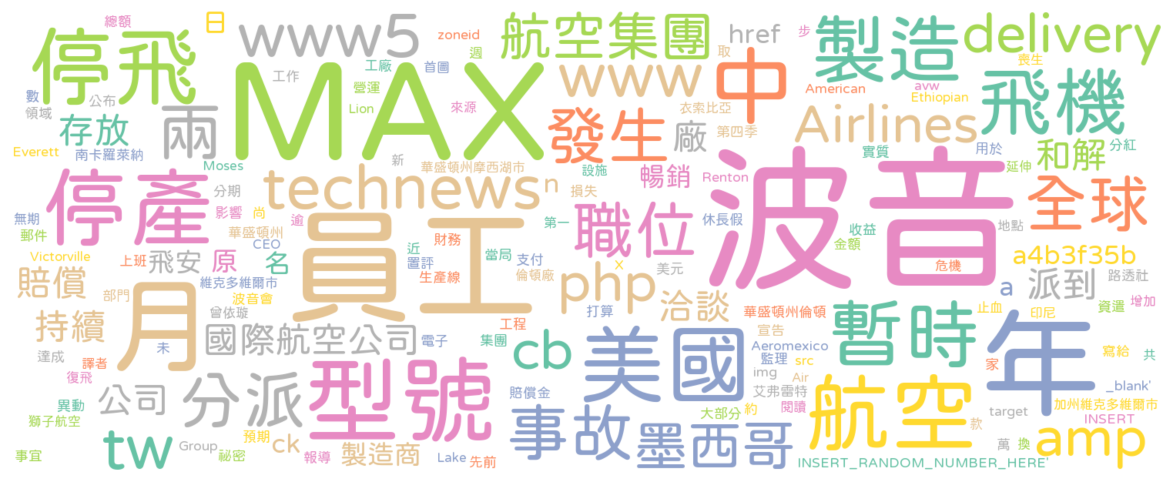 總額
日
www5
zoneid
航空集團
href
步
製造
delivery
停飛
工廠
首圖
週
取
喪生
MAX
工作
營運
www
中
American
avw
Ethiopian
飛機
數
公布
領域
兩
Lion
來源
衣索比亞
存放
發生
廠
第四季
Airlines
分紅
Everett
南卡羅萊納
新
實質
用於
和解
Moses
華盛頓州摩西湖市
設施
延伸
停產
分期
technews
n
損失
暢銷
Renton
波音
全球
無期
影響
尚
逾
員工
第一
職位
休長假
收益
地點
郵件
華盛頓州
近
財務
當局
金額
Victorville
上班
飛安
原
CEO
名
置評
生產線
支付
倫頓廠
x
美元
危機
a4b3f35b
賠償
部門
月
維克多維爾市
波音會
php
洽談
打算
a
派到
路透社
持續
曾依璇
工程
華盛頓州倫頓
暫時
止血
印尼
資遣
增加
達成
譯者
未
國際航空公司
電子
集團
cb
美國
宣告
Aeromexico
監理
src
年
家
寫給
共
復飛
公司
分派
型號
賠償金
img
Air
艾弗雷特
航空
_blank'
異動
大部分
約
閱讀
target
加州維克多維爾市
獅子航空
事故
墨西哥
款
INSERT
tw
Group
預期
ck
製造商
萬
換
amp
事宜
祕密
報導
Lake
先前
INSERT_RANDOM_NUMBER_HERE'